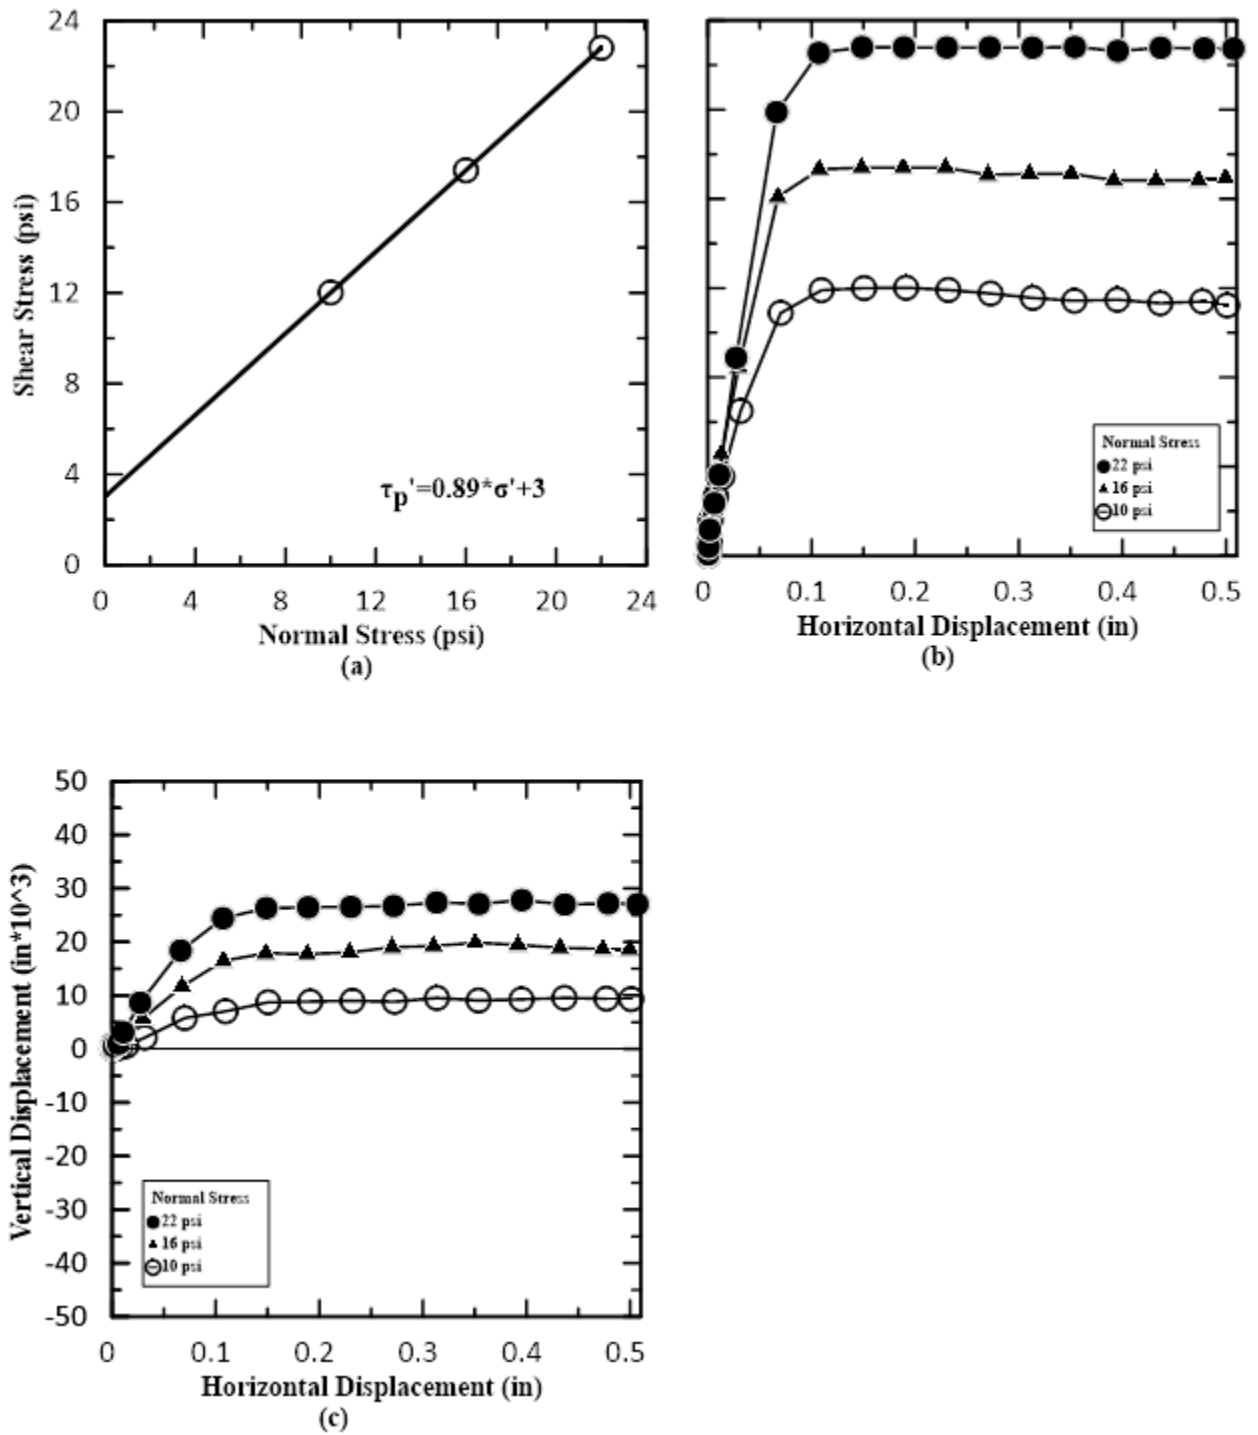 24
20
16
12
8
4
0
Shear Stress (psi)
τp'=0.89*σ'+3
0 4 8 12 16 20 24
Normal Stress (psi)
(a)
Normal Stress
22 psi
16 psi
10 psi
0 0.1 0.2 0.3 0.4 0.5
Horizontal Displacement (in)
(b)
50
40
30
20
10
0
-10
-20
-30
-40
-50
Vertical Displacement (in*10^3)
Normal Stress
22 psi
16 psi
10 psi
0 0.1 0.2 0.3 0.4 0.5
Horizontal Displacement (in)
(c)